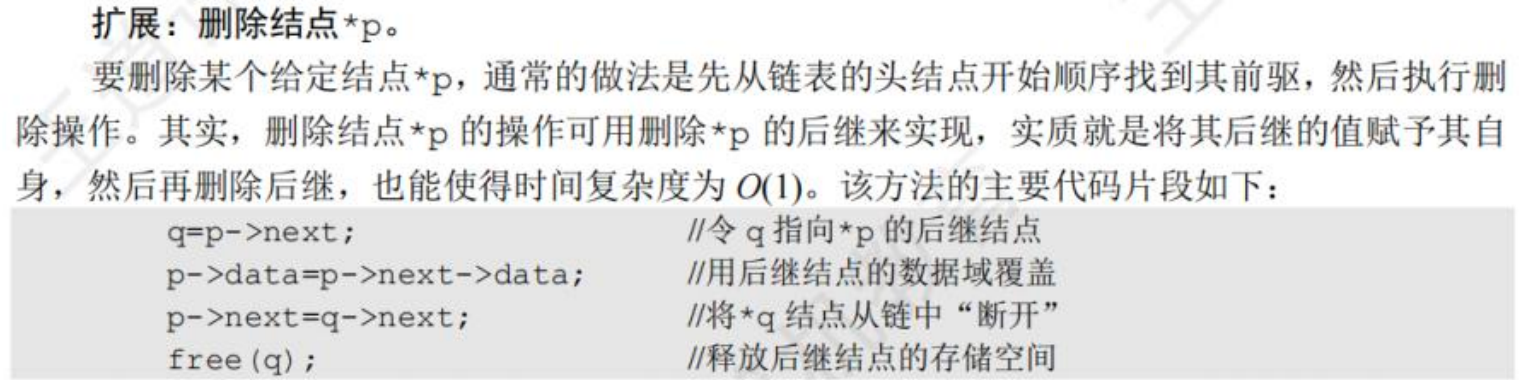 扩展：删除结点*p。
要删除某个给定结点*p，通常的做法是先从链表的头结点开始顺序找到其前驱，然后执行删
除操作。其实，删除结点*p 的操作可用删除*p 的后继来实现，实质就是将其后继的值赋予其自
身，然后再删除后继，也能使得时间复杂度为 O(1)。该方法的主要代码片段如下：
q=p->next; //令 q 指向*p 的后继结点
p->data=p->next->data; //用后继结点的数据域覆盖
p->next=q->next; //将*q 结点从链中“断开”
free(q); //释放后继结点的存储空间